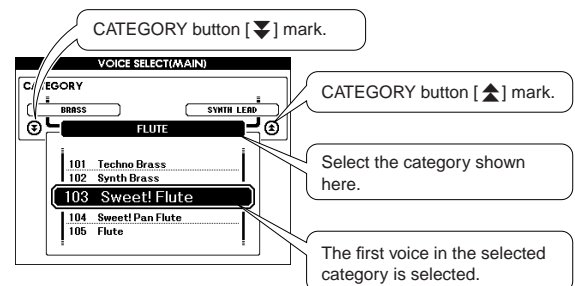 CATEGORY button [ ] mark.
VOICE SELECT(MAIN)
CATEGORY
BRASS
SYNTH LEAD
FLUTE
CATEGORY button [ ] mark.
101 Techno Brass
102 Synth Brass
103 Sweet! Flute
104 Sweet! Pan Flute
105 Flute
Select the category shown
here.
The first voice in the selected
category is selected.